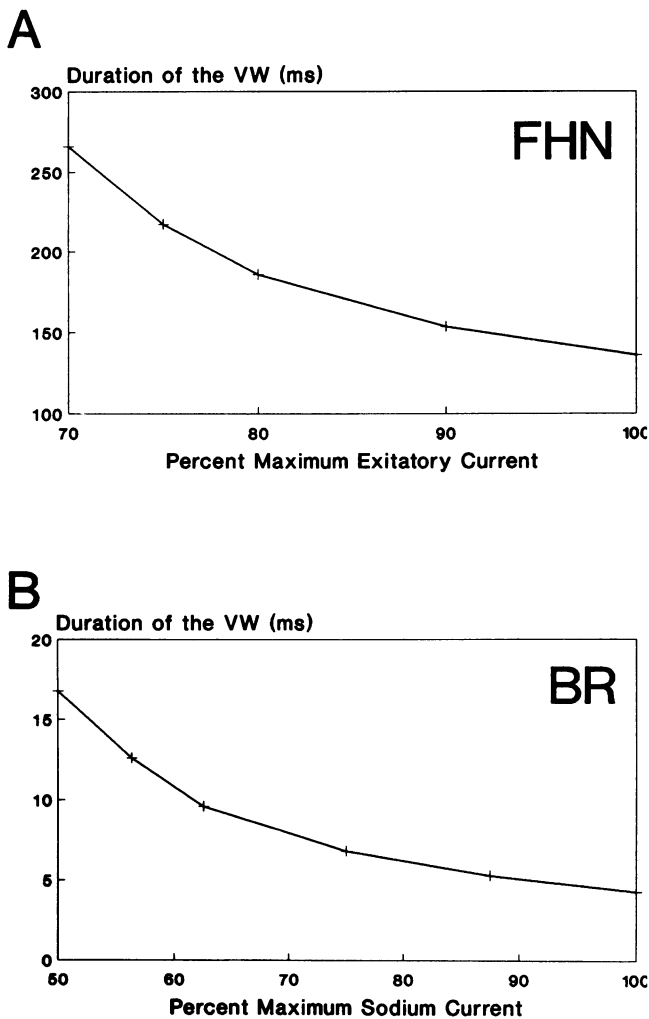 A
Duration of the VW (ms)
FHN
300
250
200
150
100
70 80 90 100
Percent Maximum Exitatory Current
B
Duration of the VW (ms)
BR
20
15
10
5
0
50 60 70 80 90 100
Percent Maximum Sodium Current